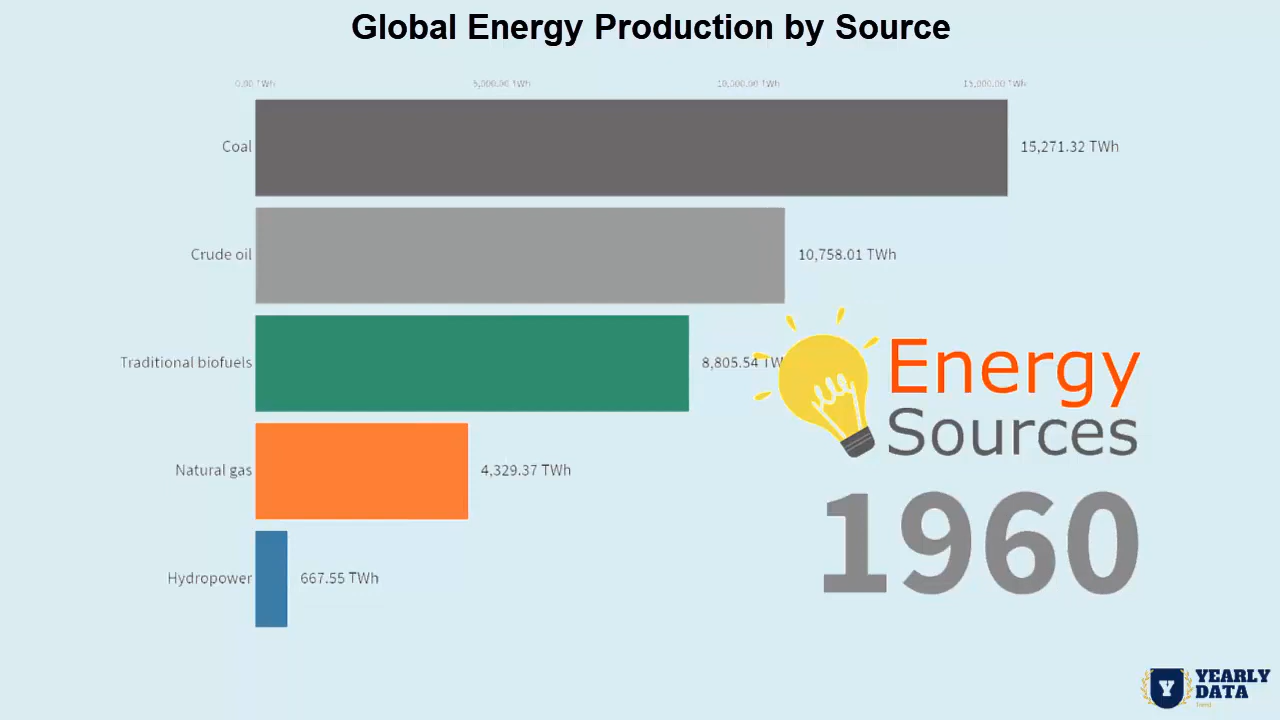 Global Energy Production by Source
0.00 TWh 5,000.00 TWh 10,000.00 TWh 15,000.00 TWh
Coal 15,271.32 TWh
Crude oil 10,758.01 TWh
Traditional biofuels 8,805.54 TW
Energy
Sources
Natural gas 4,329.37 TWh
1960
Hydropower 667.55 TWh
YEARLY
DATA
Trend